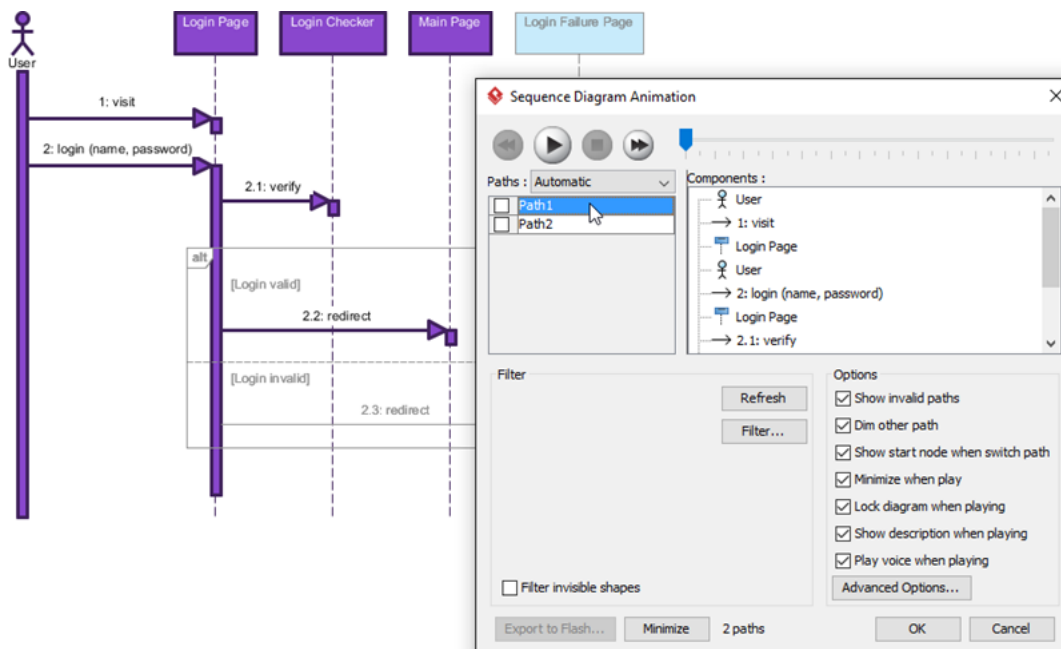 Login Page
Login Checker
Main Page
Login Failure Page
User
1: visit
2: login (name, password)
2.1: verify
alt
[Login valid]
2.2: redirect
[Login invalid]
2.3: redirect
Sequence Diagram Animation
Paths : Automatic
Path1
Path2
Components :
User
1: visit
Login Page
User
2: login (name, password)
Login Page
2.1: verify
Filter
Refresh
Filter...
Filter invisible shapes
Options
Show invalid paths
Dim other path
Show start node when switch path
Minimize when play
Lock diagram when playing
Show description when playing
Play voice when playing
Advanced Options...
Export to Flash... Minimize 2 paths OK Cancel